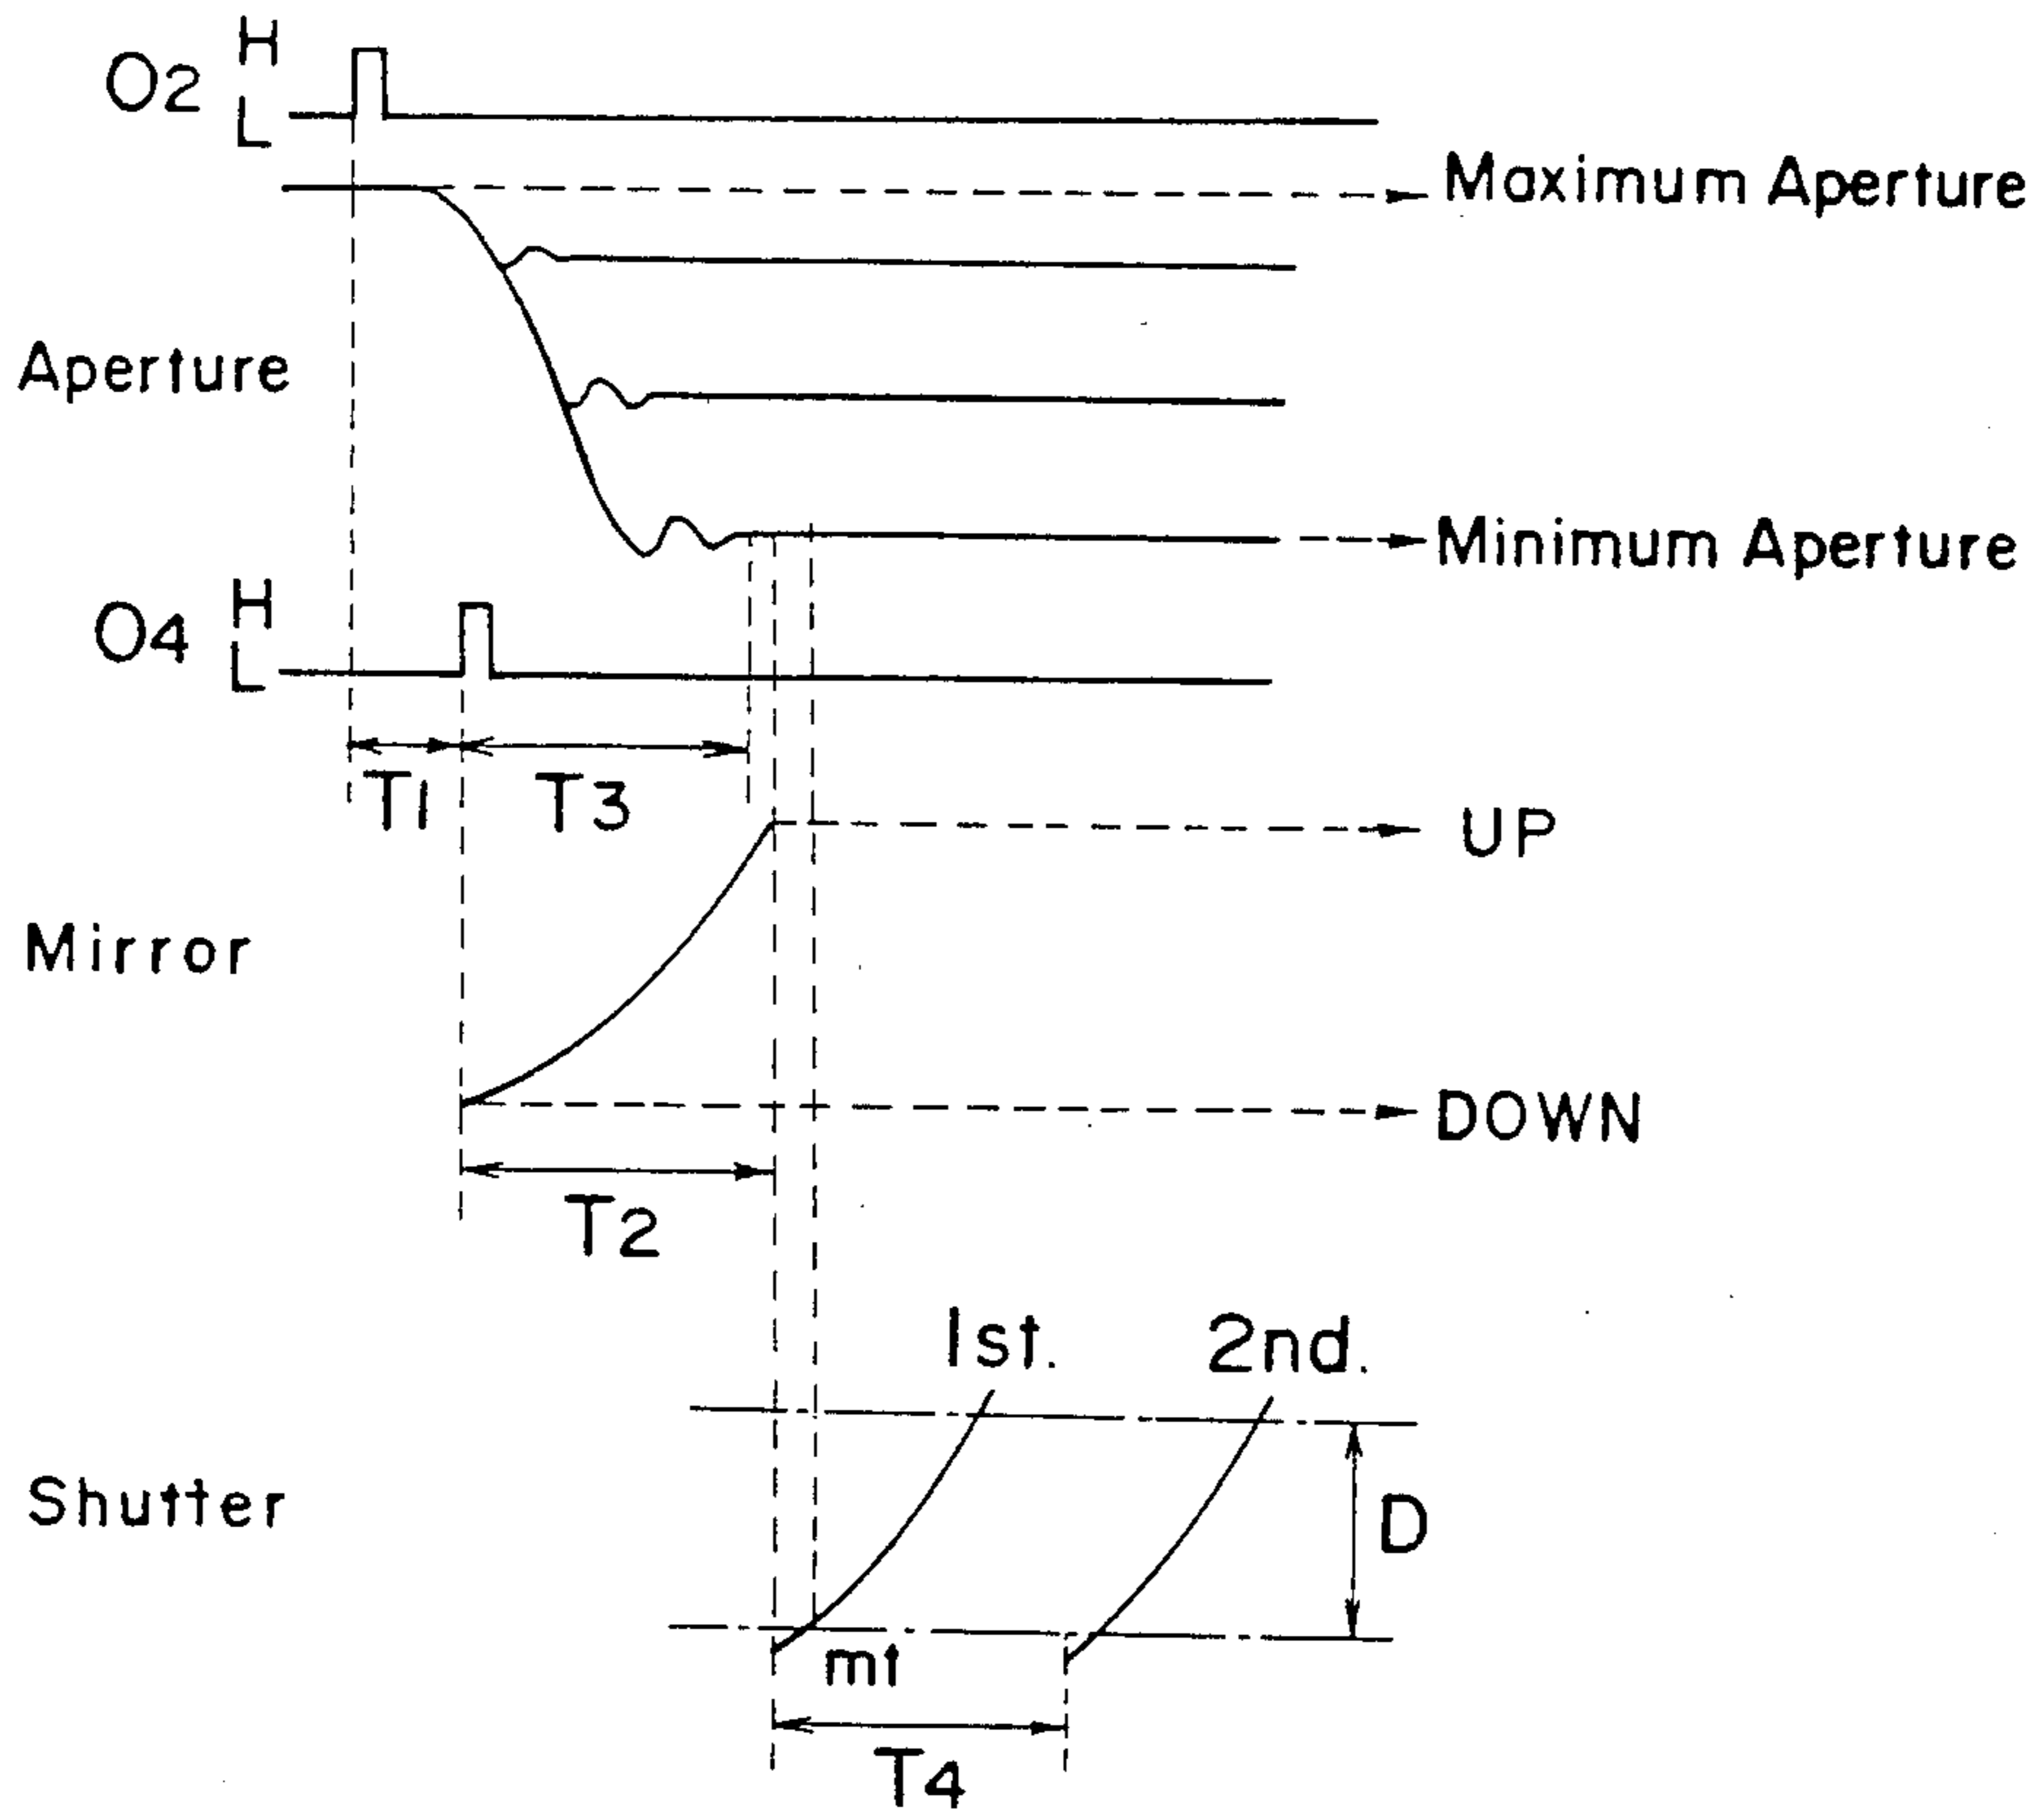 O2 H
L
Maximum Aperture
Aperture
Minimum Aperture
O4 H
L
T1 T3
UP
Mirror
DOWN
T2
1st. 2nd.
Shutter
D
mt
T4